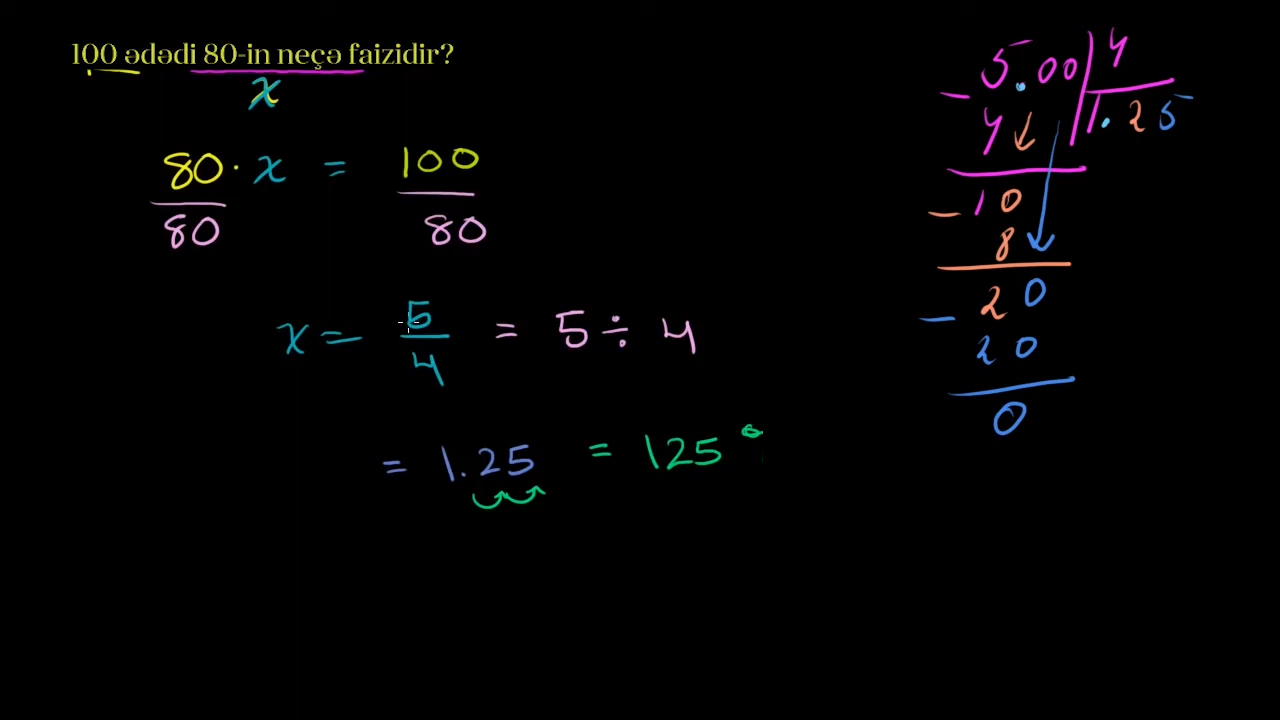 100 ədədi 80-in neçə faizidir?
x
80 · x = 100
80 80
x = 5/4 = 5 ÷ 4
= 1.25 = 125
5.00 | 4
1.25
- 4
- 10
8
- 20
20
0